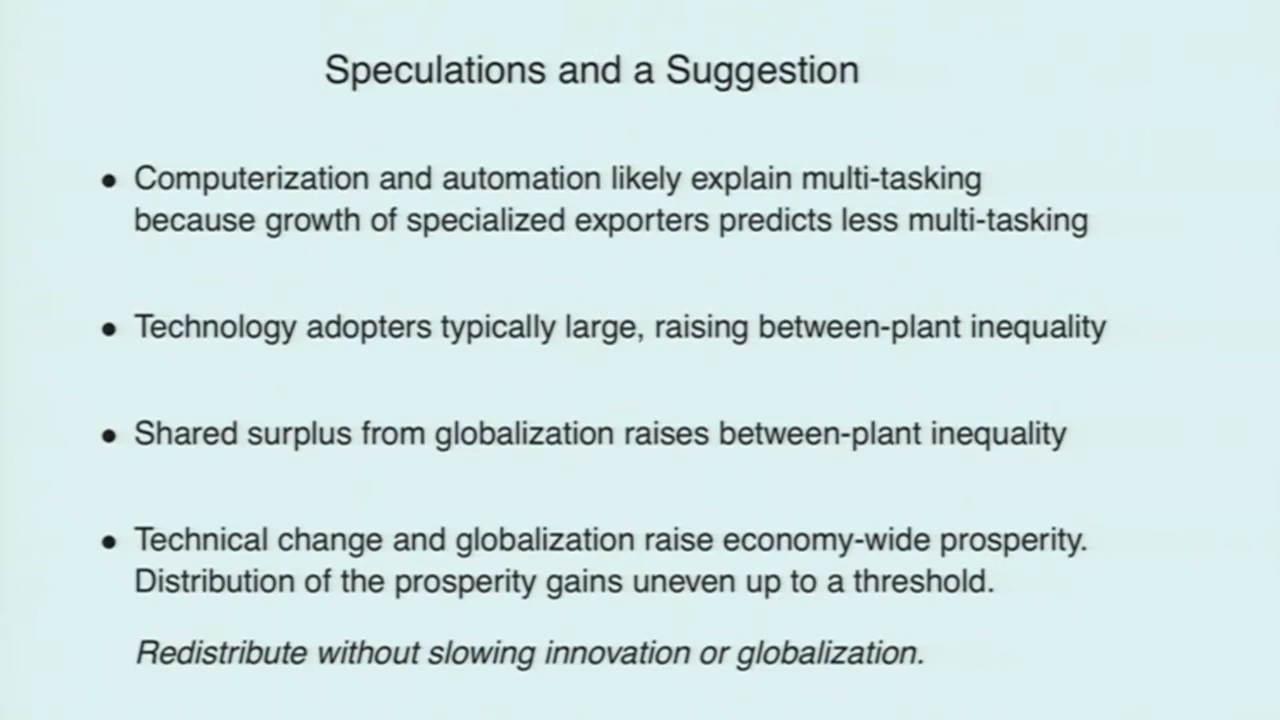 Speculations and a Suggestion
• Computerization and automation likely explain multi-tasking
because growth of specialized exporters predicts less multi-tasking
• Technology adopters typically large, raising between-plant inequality
• Shared surplus from globalization raises between-plant inequality
• Technical change and globalization raise economy-wide prosperity.
Distribution of the prosperity gains uneven up to a threshold.
Redistribute without slowing innovation or globalization.